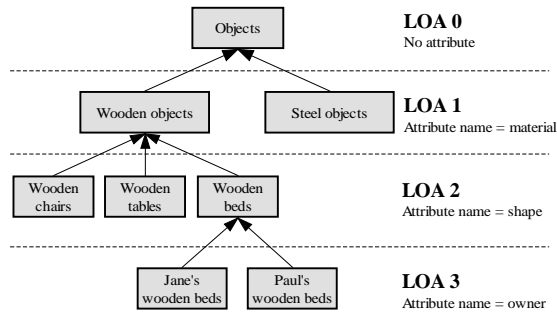 Objects
LOA 0
No attribute
Wooden objects
Steel objects
LOA 1
Attribute name = material
Wooden
chairs
Wooden
tables
Wooden
beds
LOA 2
Attribute name = shape
Jane's
wooden beds
Paul's
wooden beds
LOA 3
Attribute name = owner